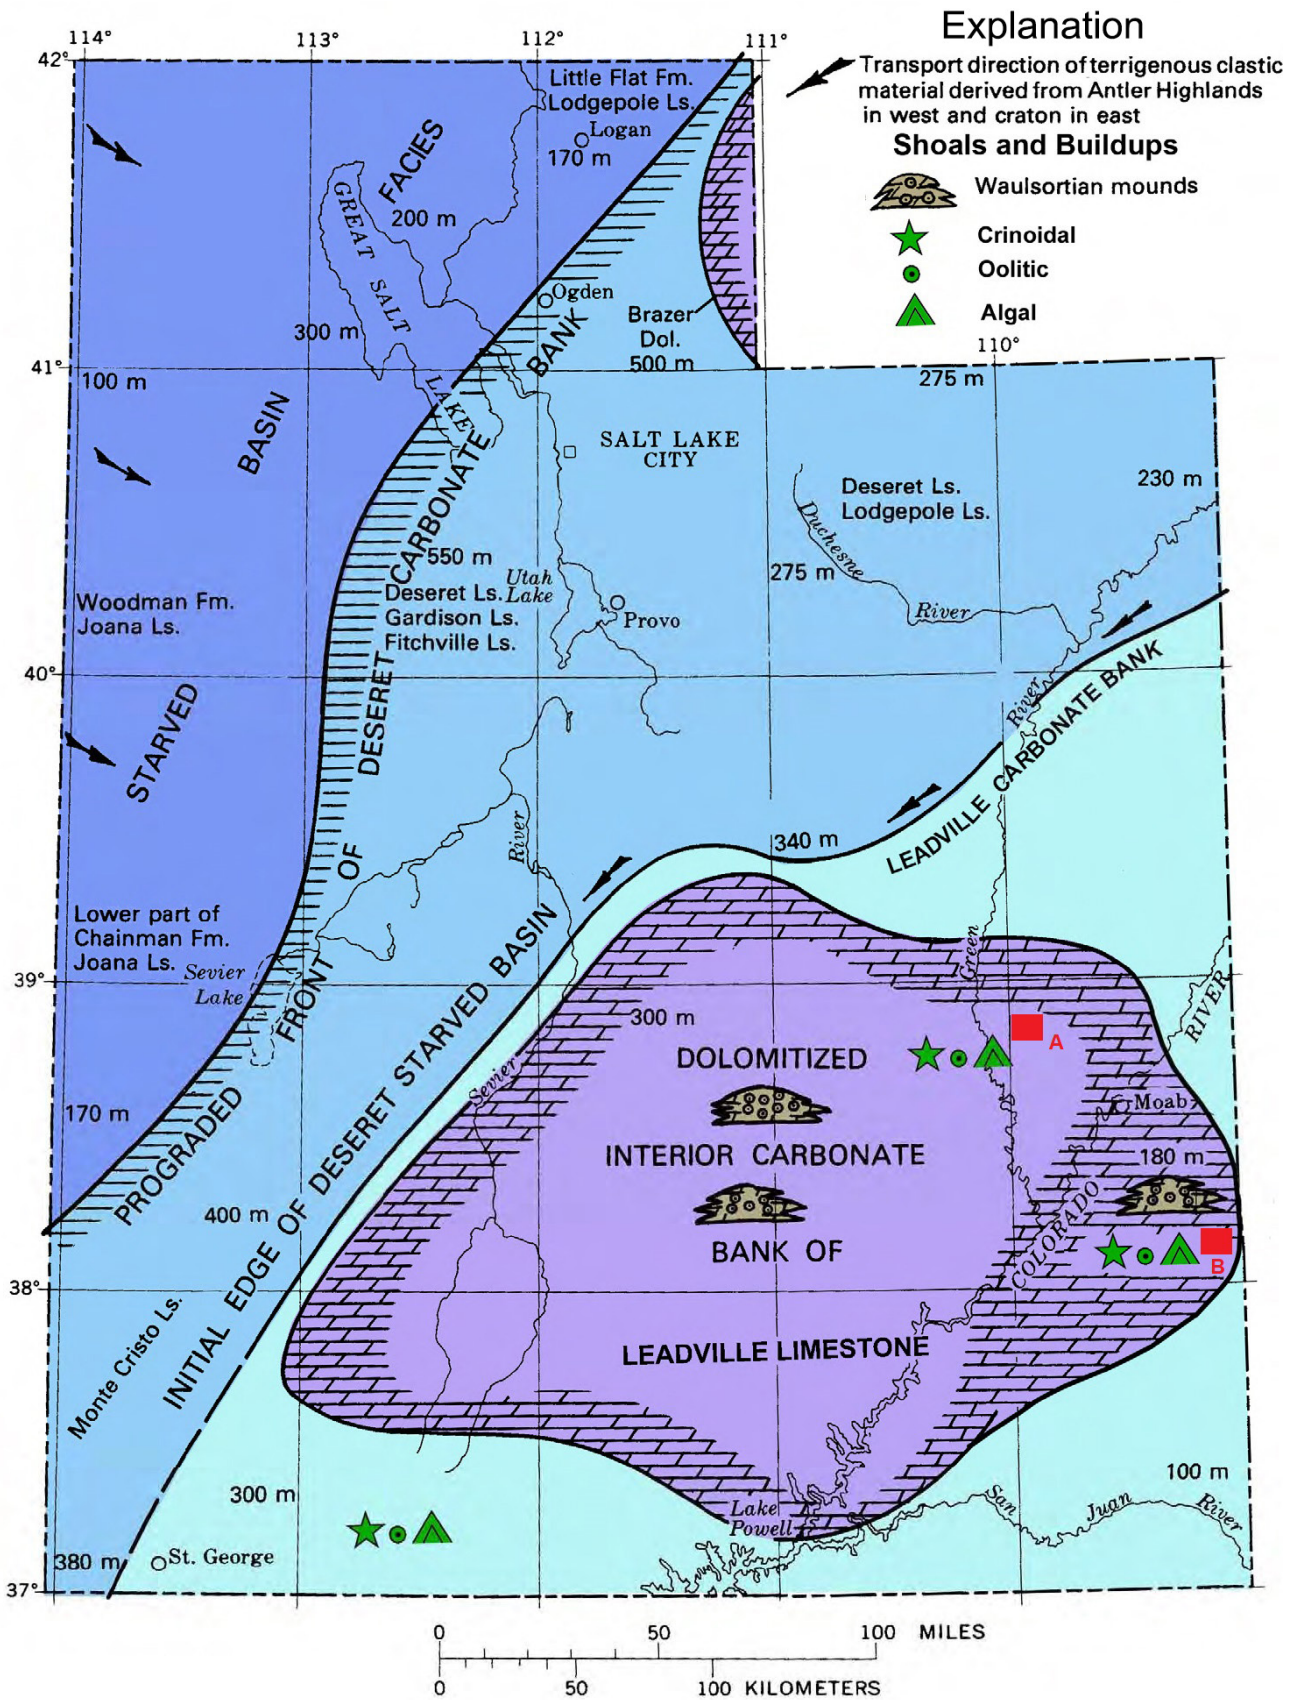 Explanation
Transport direction of terrigenous clastic
material derived from Antler Highlands
in west and craton in east
Shoals and Buildups
Waulsortian mounds
Crinoidal
Oolitic
Algal
114°
113°
112°
111°
42°
Little Flat Fm.
Lodgepole Ls.
Logan
170 m
FACIES
200 m
GREAT SALT
LAKE
300 m
Ogden
BANK
Brazer
Dol.
500 m
110°
41°
100 m
275 m
BASIN
SALT LAKE
CITY
CARBONATE
230 m
Deseret Ls.
Lodgepole Ls.
Duchesne
River
550 m
Utah
Lake
275 m
Deseret Ls.
Gardison Ls.
Fitchville Ls.
Provo
Woodman Fm.
Joana Ls.
40°
DESERET
STARVED
River
LEADVILLE CARBONATE BANK
River
340 m
OF
Lower part of
Chainman Fm.
Joana Ls.
Sevier
Lake
39°
FRONT
Green
RIVER
300 m
DOLOMITIZED
A
Sevier
170 m
Moab
PROGRADED
INTERIOR CARBONATE
180 m
400 m
INITIAL EDGE OF DESERET STARVED BASIN
BANK OF
COLORADO
B
38°
Monte Cristo Ls.
LEADVILLE LIMESTONE
300 m
100 m
Lake
Powell
San Juan River
380 m
St. George
37°
0 50 100 MILES
0 50 100 KILOMETERS